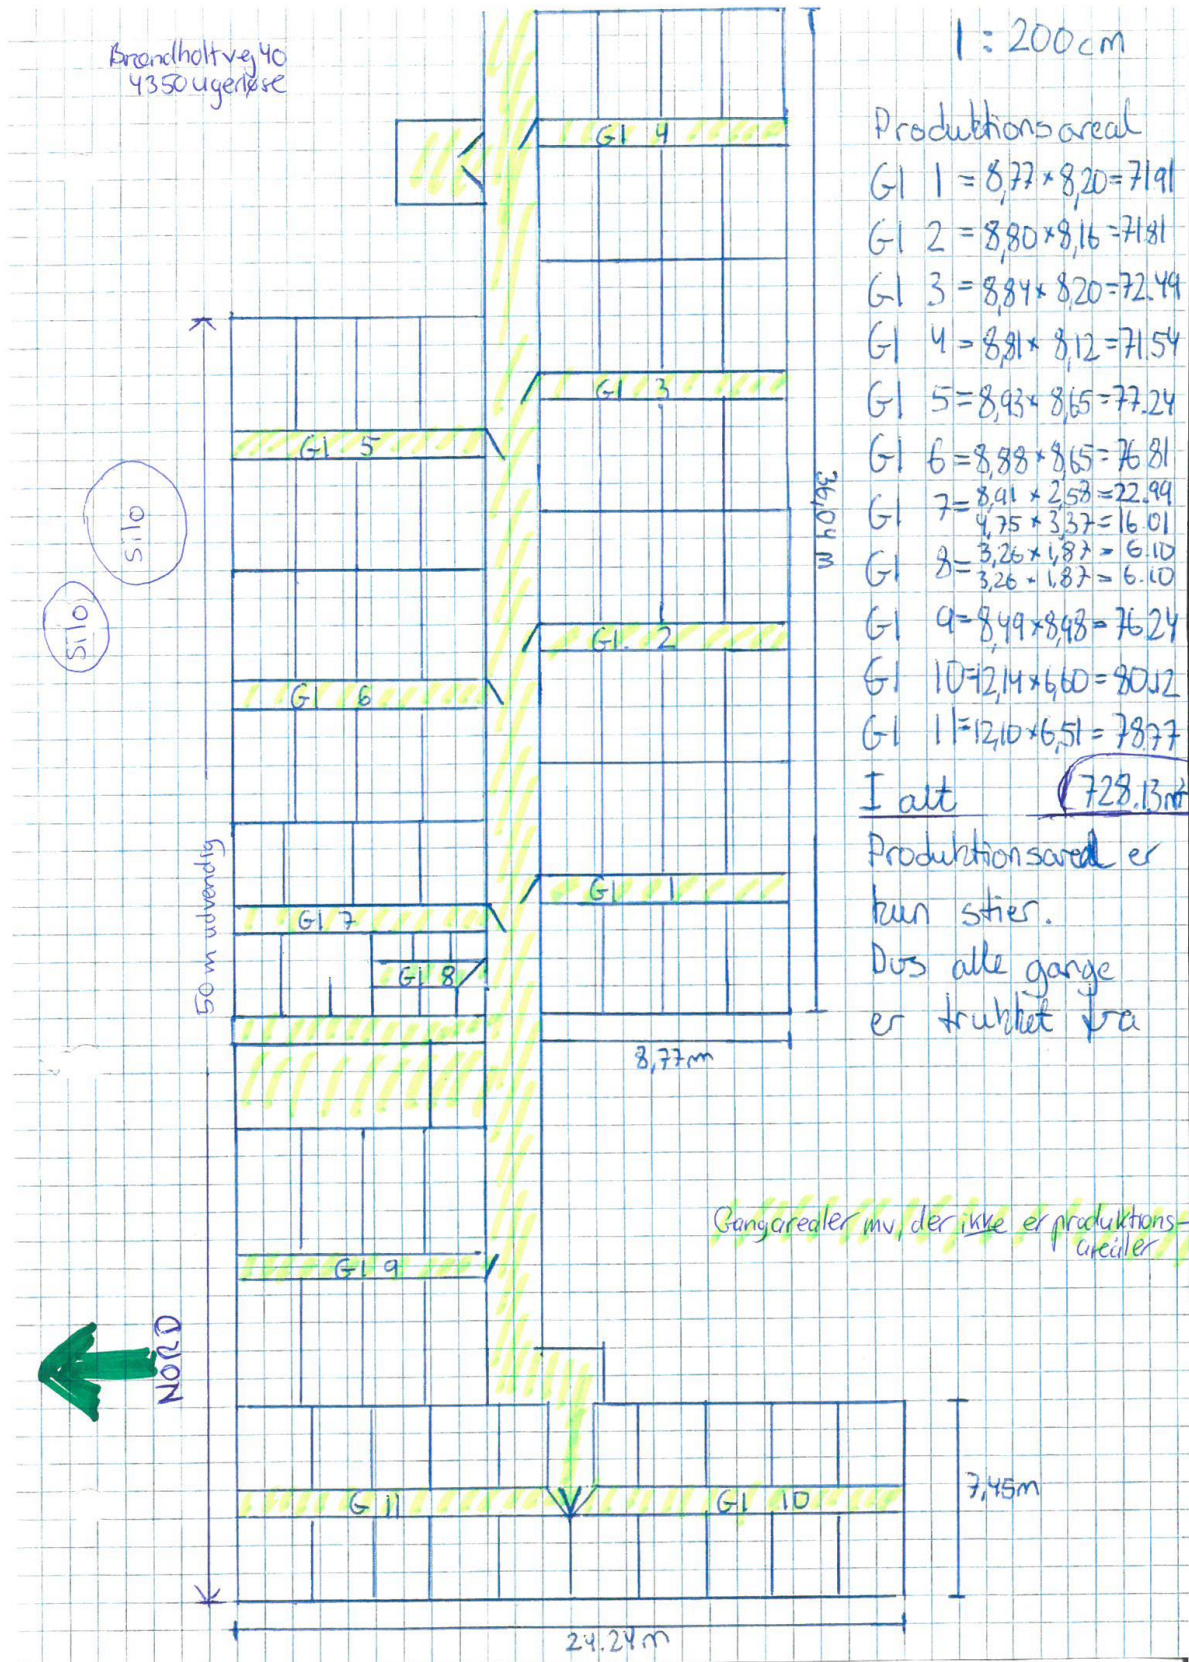 Brændholtvej 40
4350 Ugerløse
1 : 200 cm
Produktionsareal
Gl 1 = 8,77 × 8,20 = 71.91
Gl 2 = 8,80 × 8,16 = 71.81
Gl 3 = 8,84 × 8,20 = 72.49
Gl 4 = 8,81 × 8,12 = 71.54
Gl 5 = 8,93 × 8,65 = 77.24
Gl 6 = 8,88 × 8,65 = 76.81
Gl 7 = 8,91 × 2,58 = 22.99
4,75 × 3,37 = 16.01
Gl 8 = 3,26 × 1,87 = 6.10
3,26 × 1,87 = 6.10
Gl 9 = 8,49 × 8,98 = 76.24
Gl 10 = 12,14 × 6,60 = 80.12
Gl 11 = 12,10 × 6,51 = 78.77
I alt 728.13 m²
Produktionsareal er
kun stier.
Dvs alle gange
er trukket fra
Gl 4
Gl 3
Gl 5
Silo
Silo
36,04 m
Gl. 2
Gl 6
50 m udvendig
Gl 1
Gl 7
Gl 8
8,77 m
Gangarealer mv, der ikke er produktions-
arealer
Gl 9
NORD
G 11
Gl 10
7,45 m
24.24 m